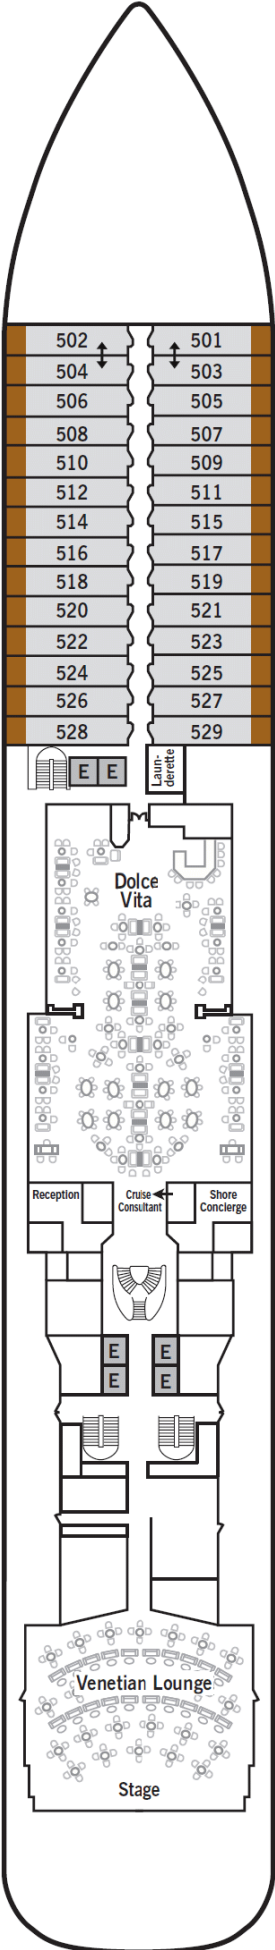 502 501
504 503
506 505
508 507
510 509
512 511
514 515
516 517
518 519
520 521
522 523
524 525
526 527
528 529
E E
Laun-
derette
Dolce
Vita
Reception
Cruise
Consultant
Shore
Concierge
E E
E E
Venetian Lounge
Stage